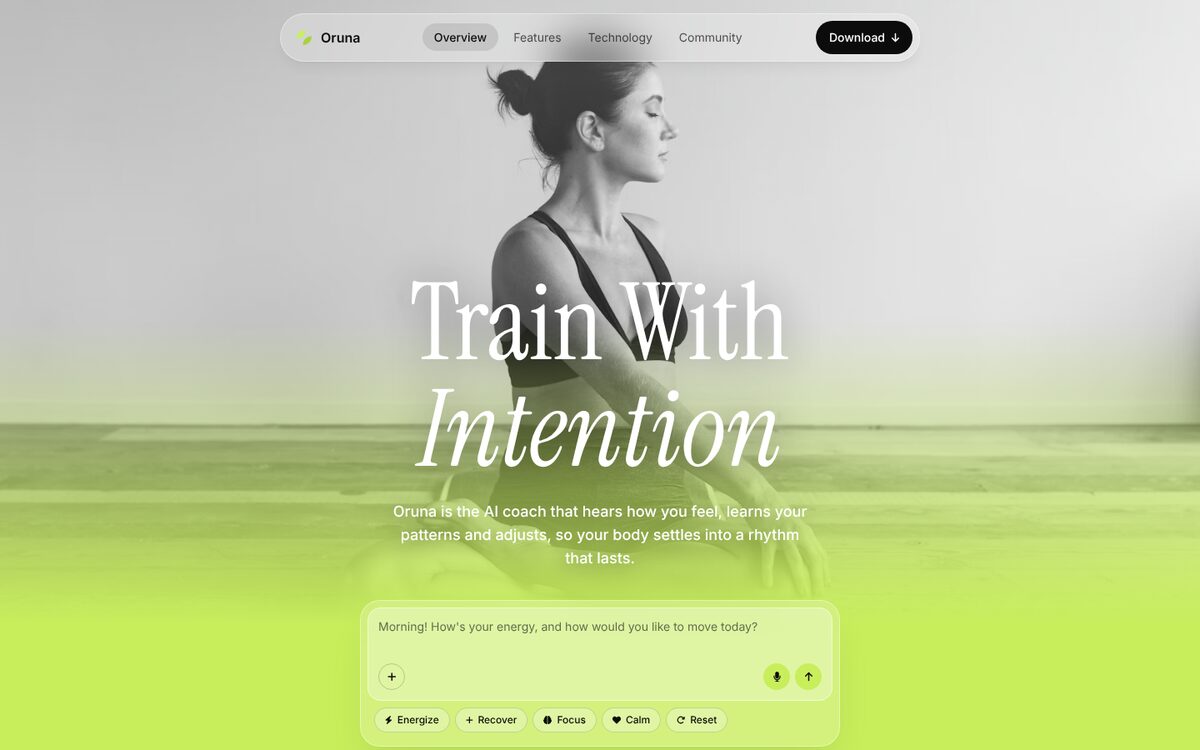 Oruna
Overview
Features
Technology
Community
Download ↓
Train With
Intention
Oruna is the AI coach that hears how you feel, learns your
patterns and adjusts, so your body settles into a rhythm
that lasts.
Morning! How's your energy, and how would you like to move today?
Energize
Recover
Focus
Calm
Reset